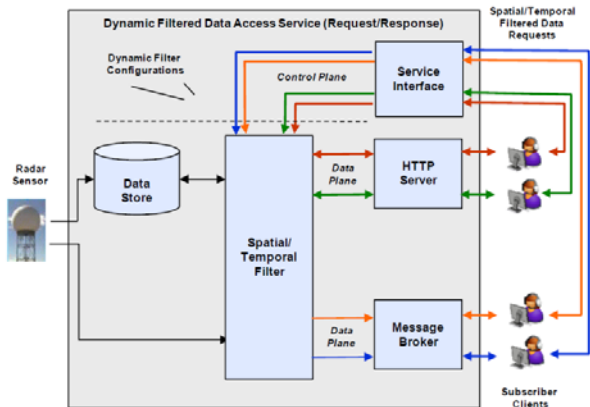 Dynamic Filtered Data Access Service (Request/Response)
Spatial/Temporal
Filtered Data
Requests
Dynamic Filter
Configurations
Control Plane
Service
Interface
Radar
Sensor
Data
Store
Data
Plane
HTTP
Server
Spatial/
Temporal
Filter
Data
Plane
Message
Broker
Subscriber
Clients